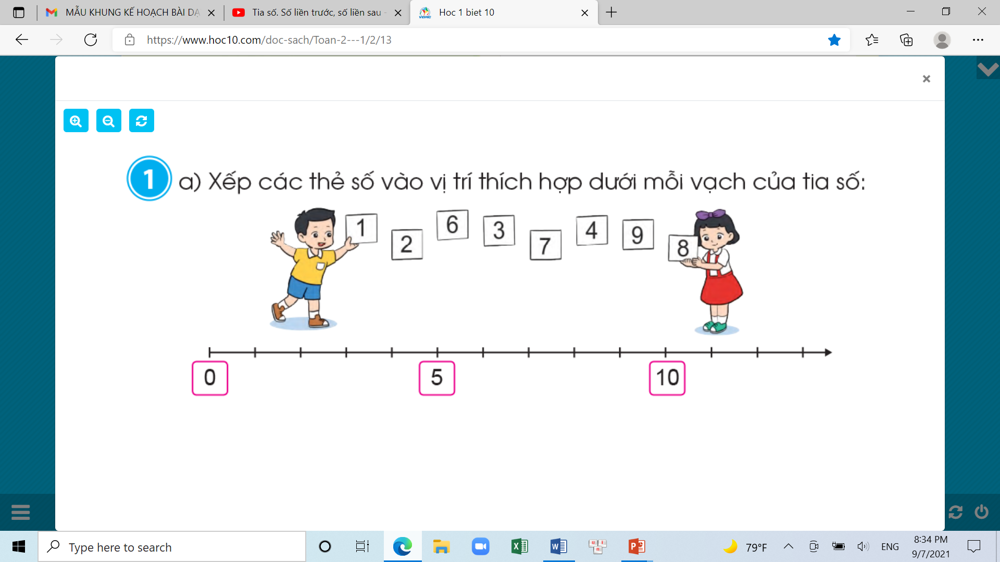 MẪU KHUNG KẾ HOẠCH BÀI DẠ
Tia số. Số liền trước, số liền sau -
VEPIC
Hoc 1 biet 10
https://www.hoc10.com/doc-sach/Toan-2---1/2/13
1 a) Xếp các thẻ số vào vị trí thích hợp dưới mỗi vạch của tia số:
1 2 6 3 7 4 9 8
0 5 10
Type here to search
79°F
ENG
8:34 PM
9/7/2021